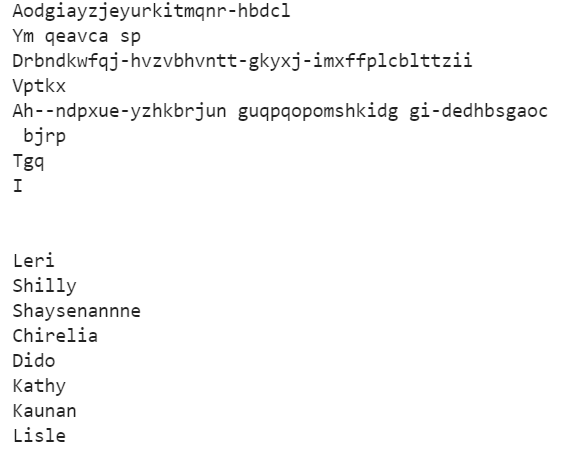 Aodgiayzjeyurkitmqnr-hbdcl
Ym qeavca sp
Drbndkwfqj-hvzvbhvntt-gkyxj-imxffplcblttzii
Vptkx
Ah--ndpxue-yzhkbrjun guqpqopomshkidg gi-dedhbsgaoc
 bjrp
Tgq
I
Leri
Shilly
Shaysenannne
Chirelia
Dido
Kathy
Kaunan
Lisle